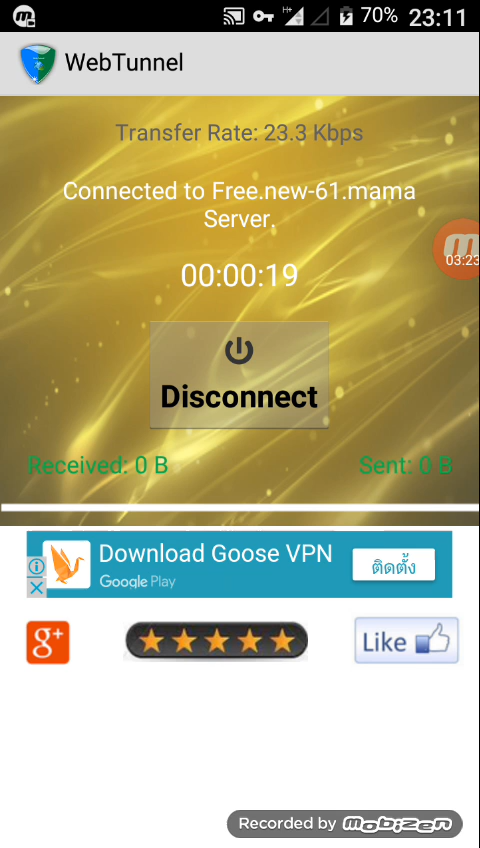 H+ 70% 23:11
WebTunnel
Transfer Rate: 23.3 Kbps
Connected to Free.new-61.mama
Server.
03:23
00:00:19
Disconnect
Received: 0 B Sent: 0 B
Download Goose VPN
Google Play
ติดตั้ง
g+
Like
Recorded by mobizen